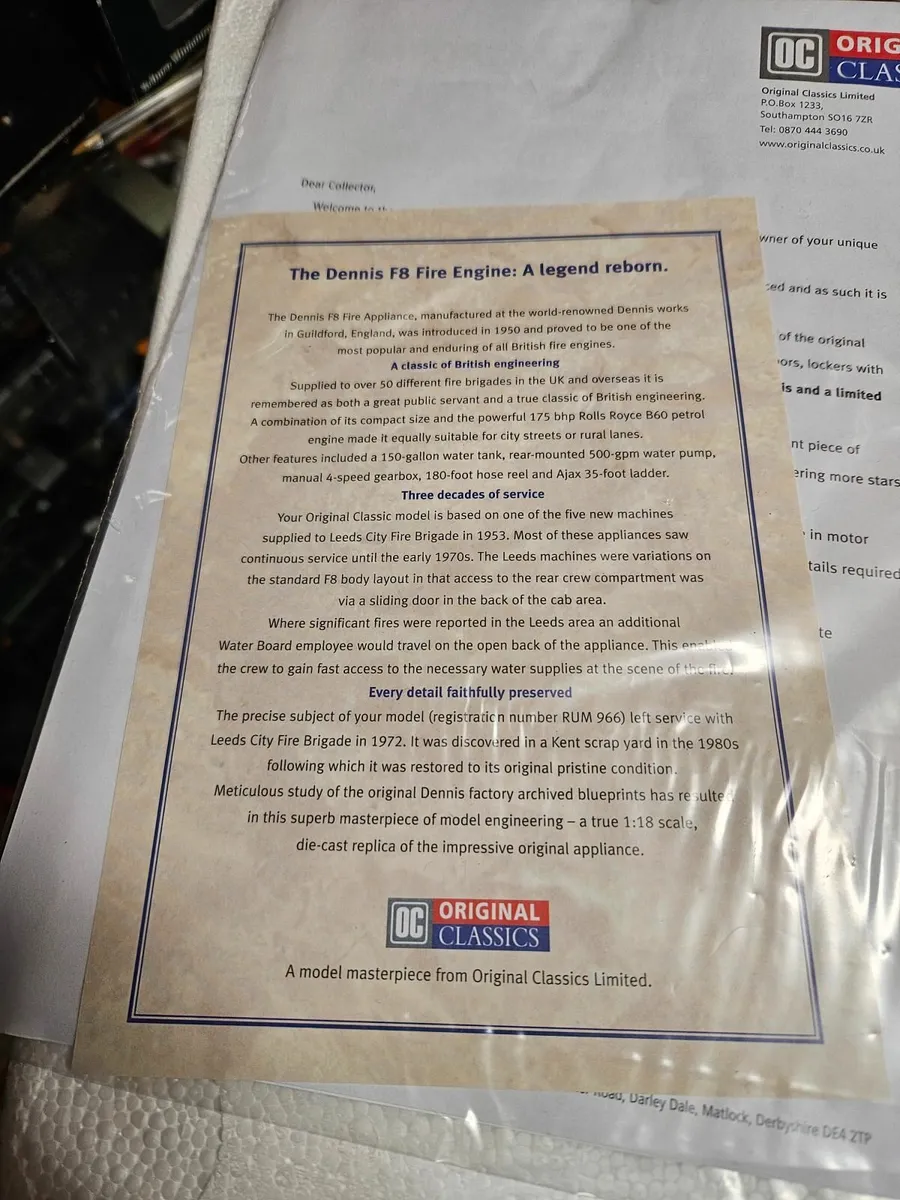 OC ORIG
CLAS
Original Classics Limited
P.O.Box 1233,
Southampton SO16 7ZR
Tel: 0870 444 3690
www.originalclassics.co.uk
Dear Collector,
Welcome to
wner of your unique
ed and as such it is
of the original
ors, lockers with
is and a limited
nt piece of
ering more stars
in motor
tails required
te
The Dennis F8 Fire Engine: A legend reborn.
The Dennis F8 Fire Appliance, manufactured at the world-renowned Dennis works
in Guildford, England, was introduced in 1950 and proved to be one of the
most popular and enduring of all British fire engines.
A classic of British engineering
Supplied to over 50 different fire brigades in the UK and overseas it is
remembered as both a great public servant and a true classic of British engineering.
A combination of its compact size and the powerful 175 bhp Rolls Royce B60 petrol
engine made it equally suitable for city streets or rural lanes.
Other features included a 150-gallon water tank, rear-mounted 500-gpm water pump,
manual 4-speed gearbox, 180-foot hose reel and Ajax 35-foot ladder.
Three decades of service
Your Original Classic model is based on one of the five new machines
supplied to Leeds City Fire Brigade in 1953. Most of these appliances saw
continuous service until the early 1970s. The Leeds machines were variations on
the standard F8 body layout in that access to the rear crew compartment was
via a sliding door in the back of the cab area.
Where significant fires were reported in the Leeds area an additional
Water Board employee would travel on the open back of the appliance. This enabled
the crew to gain fast access to the necessary water supplies at the scene of the fire.
Every detail faithfully preserved
The precise subject of your model (registration number RUM 966) left service with
Leeds City Fire Brigade in 1972. It was discovered in a Kent scrap yard in the 1980s
following which it was restored to its original pristine condition.
Meticulous study of the original Dennis factory archived blueprints has resulted
in this superb masterpiece of model engineering – a true 1:18 scale,
die-cast replica of the impressive original appliance.
OC ORIGINAL
CLASSICS
A model masterpiece from Original Classics Limited.
Road, Darley Dale, Matlock, Derbyshire DE4 2TP